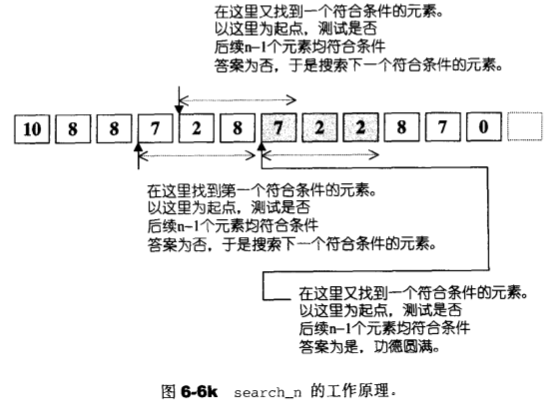 在这里又找到一个符合条件的元素。
以这里为起点，测试是否
后续n-1个元素均符合条件
答案为否，于是搜索下一个符合条件的元素。
10 8 8 7 2 8 7 2 2 8 7 0
在这里找到第一个符合条件的元素。
以这里为起点，测试是否
后续n-1个元素均符合条件
答案为否，于是搜索下一个符合条件的元素。
在这里又找到一个符合条件的元素。
以这里为起点，测试是否
后续n-1个元素均符合条件
答案为是，功德圆满。
图 6-6k search_n 的工作原理。